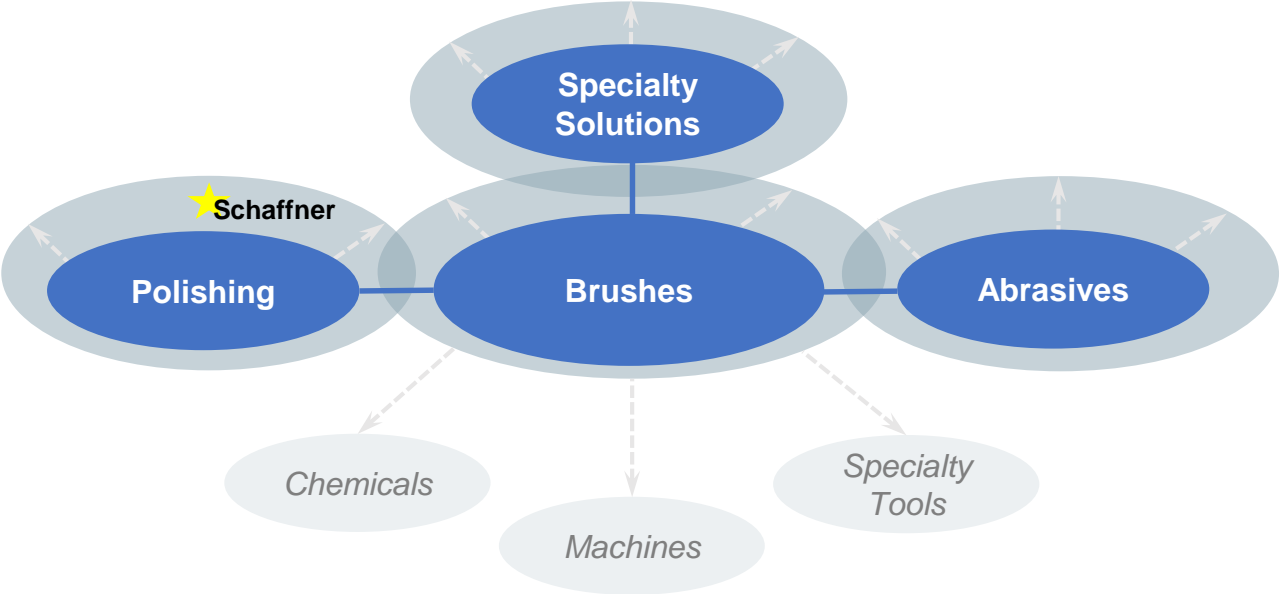 Specialty
Solutions
Schaffner
Polishing
Brushes
Abrasives
Chemicals
Machines
Specialty
Tools